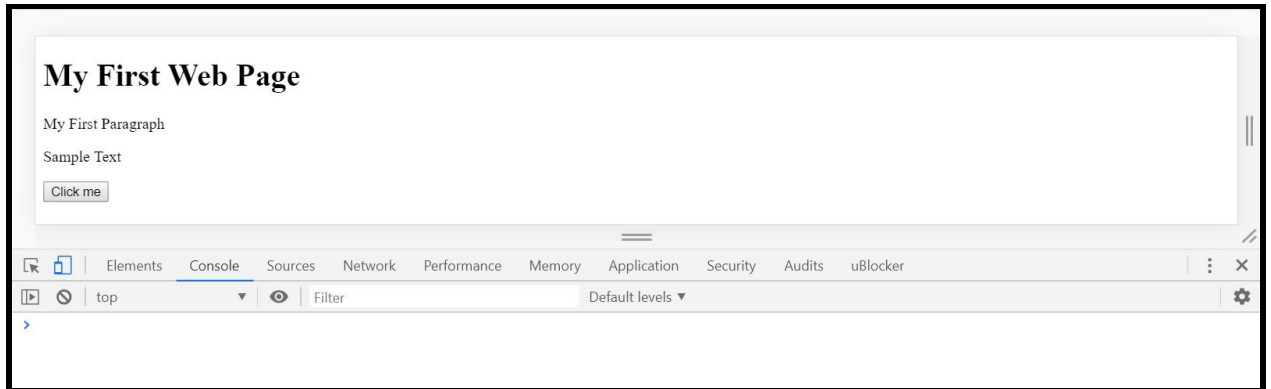 My First Web Page
My First Paragraph
Sample Text
Click me
Elements Console Sources Network Performance Memory Application Security Audits uBlocker
top Filter Default levels